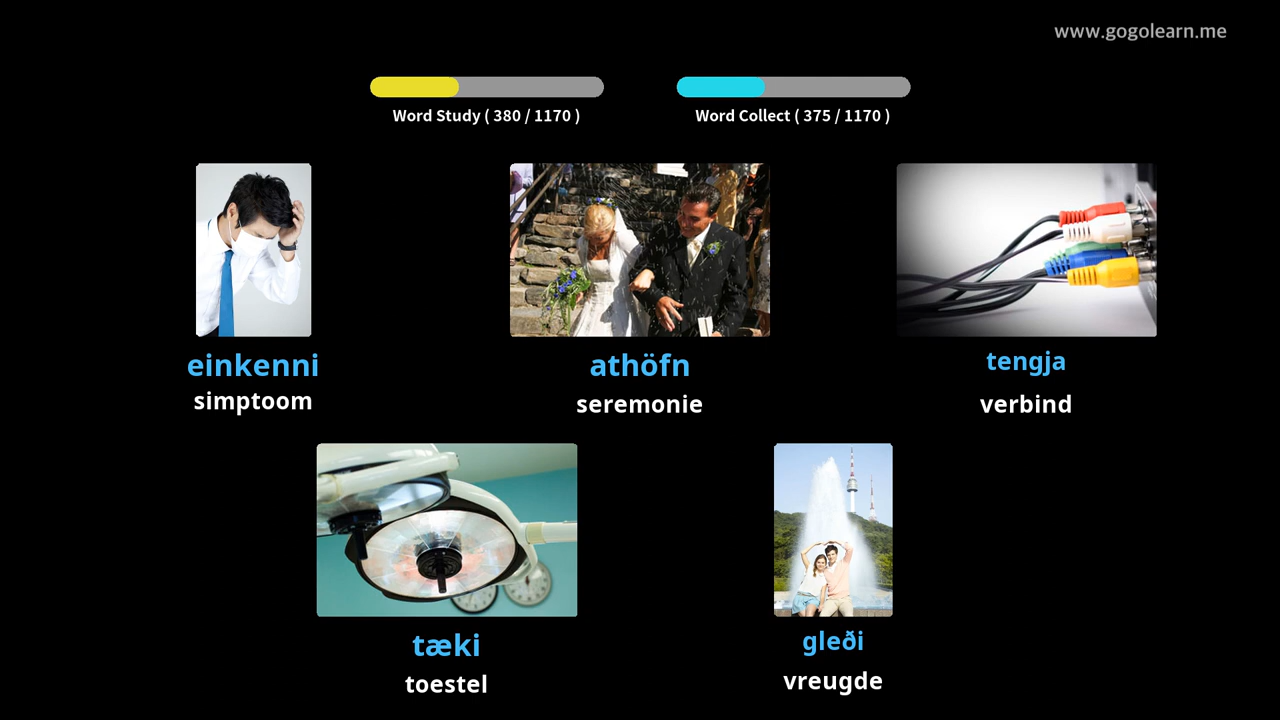 www.gogolearn.me
Word Study ( 380 / 1170 )
Word Collect ( 375 / 1170 )
einkenni
simptoom
athöfn
seremonie
tengja
verbind
tæki
toestel
gleði
vreugde